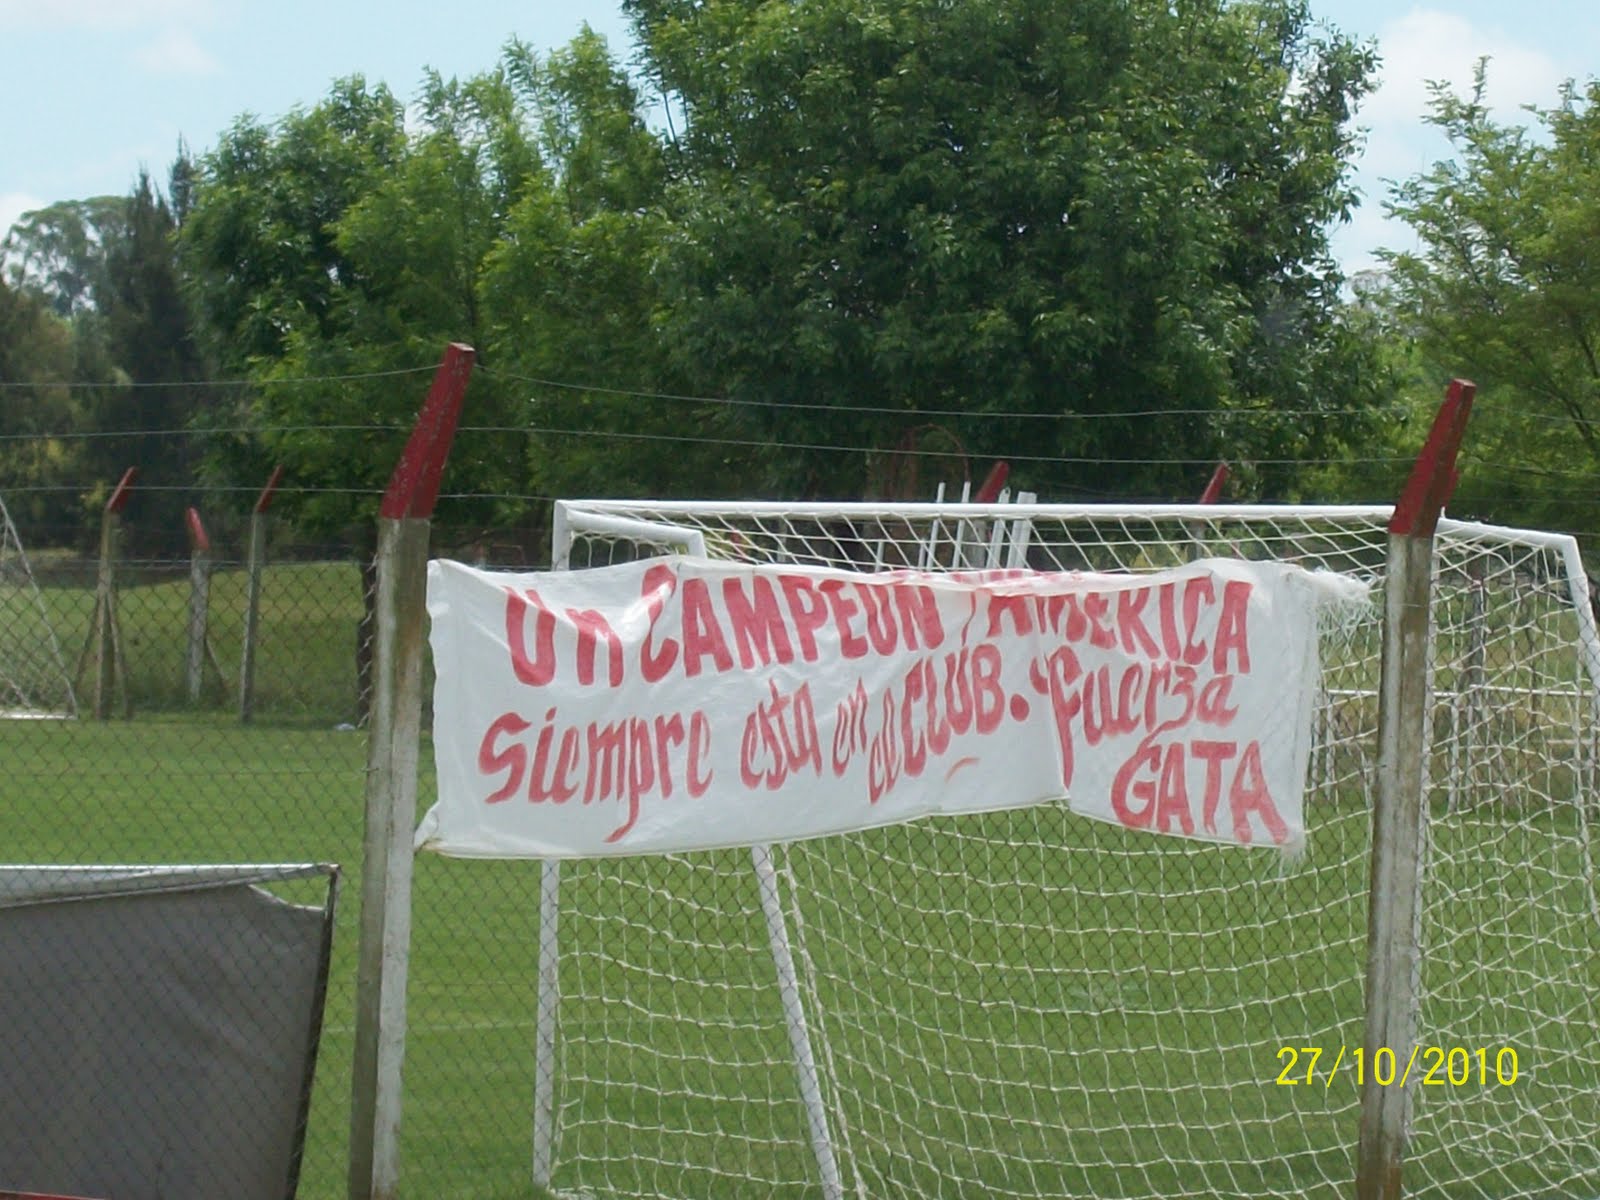 Un CAMPEON AMERICA
siempre esta en el CLUB. fuerza
GATA
27/10/2010